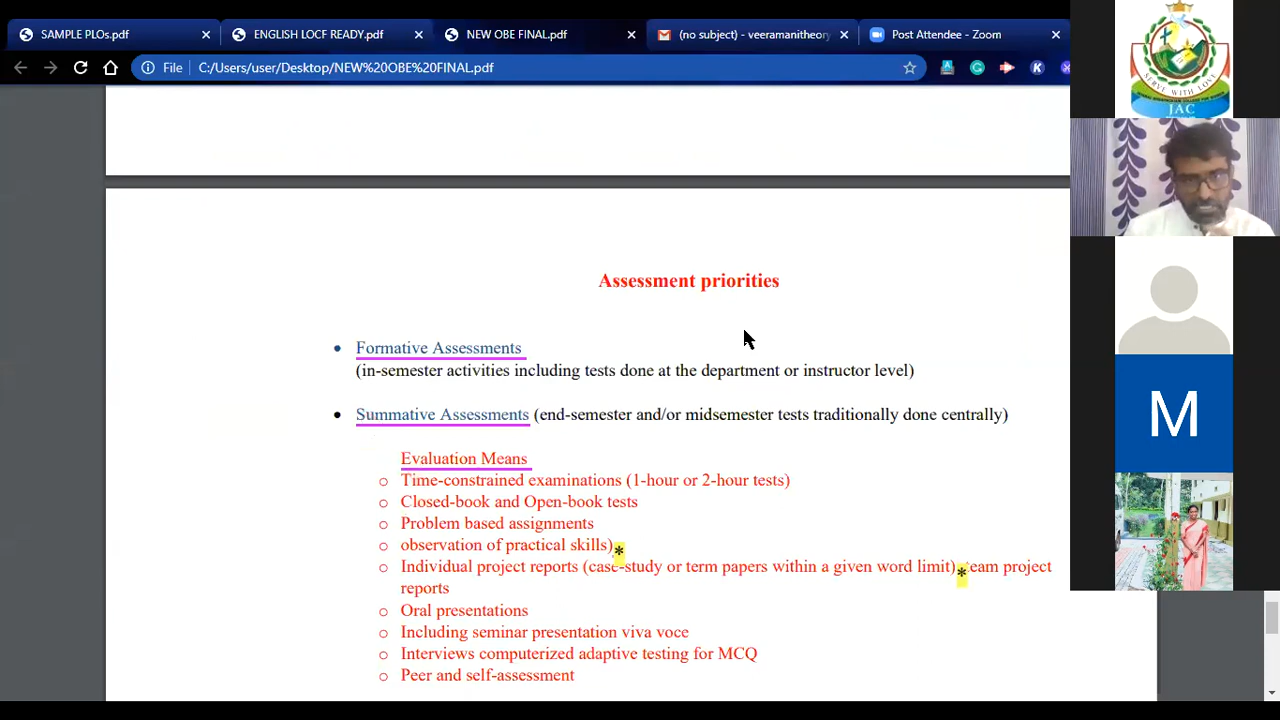 SAMPLE PLOs.pdf
ENGLISH LOCF READY.pdf
NEW OBE FINAL.pdf
(no subject) - veeramanitheory
Post Attendee - Zoom
File
C:/Users/user/Desktop/NEW%20OBE%20FINAL.pdf
SERVE WITH LOVE
JAC
M
Assessment priorities
• Formative Assessments
(in-semester activities including tests done at the department or instructor level)
• Summative Assessments (end-semester and/or midsemester tests traditionally done centrally)
Evaluation Means
o Time-constrained examinations (1-hour or 2-hour tests)
o Closed-book and Open-book tests
o Problem based assignments
o observation of practical skills) *
o Individual project reports (case-study or term papers within a given word limit) * team project
reports
o Oral presentations
o Including seminar presentation viva voce
o Interviews computerized adaptive testing for MCQ
o Peer and self-assessment